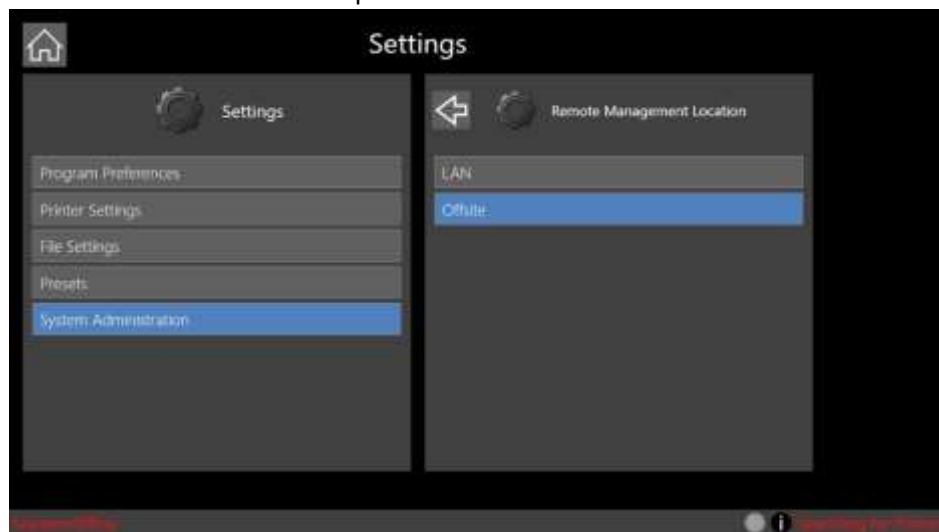 Settings
Settings
Program Preferences
Printer Settings
File Settings
Presets
System Administration
Remote Management Location
LAN
Offsite